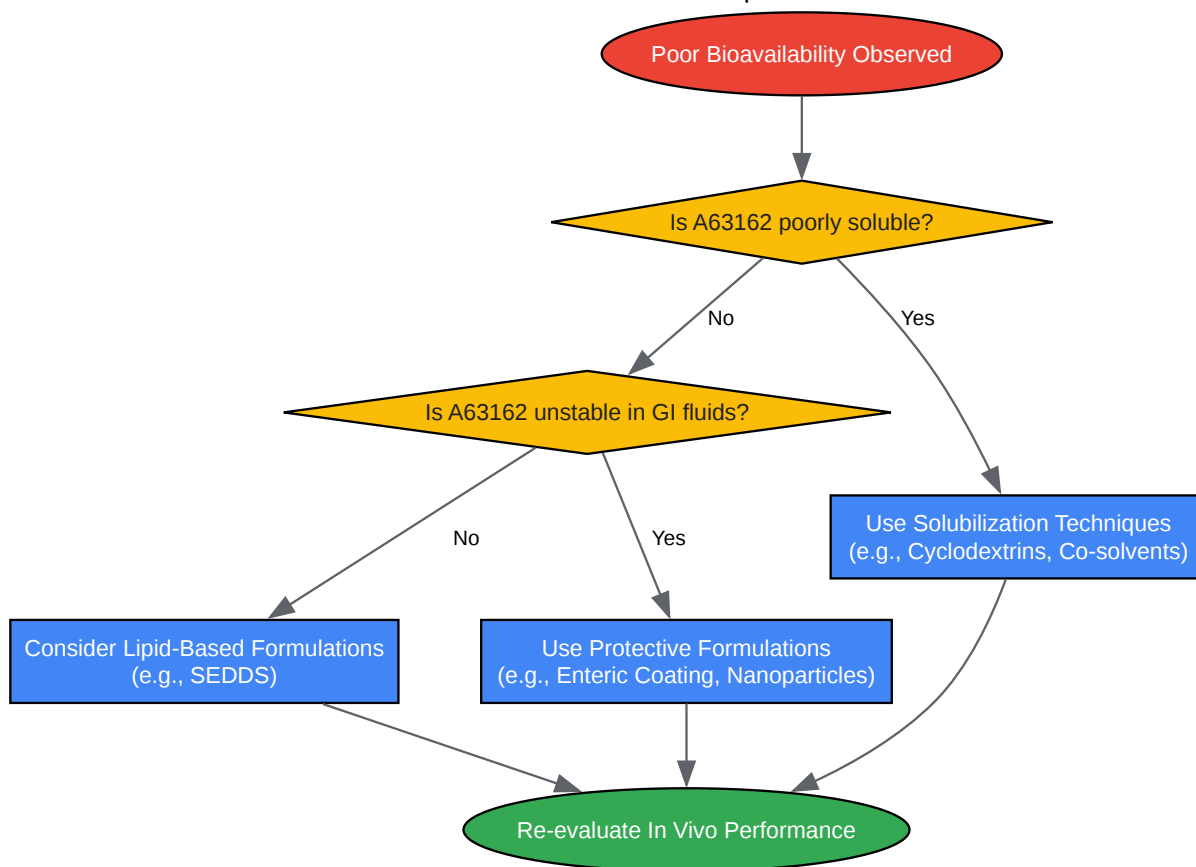 Poor Bioavailability Observed
Is A63162 poorly soluble?
No
Yes
Is A63162 unstable in GI fluids?
Use Solubilization Techniques
(e.g., Cyclodextrins, Co-solvents)
No
Yes
Consider Lipid-Based Formulations
(e.g., SEDDS)
Use Protective Formulations
(e.g., Enteric Coating, Nanoparticles)
Re-evaluate In Vivo Performance